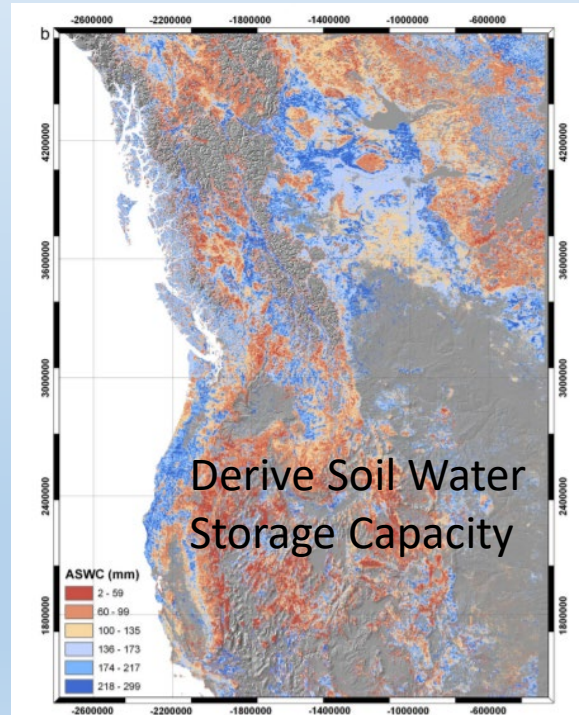 -2600000 -2200000 -1800000 -1400000 -1000000 -600000
b
4200000 4200000
3600000 3600000
3000000 3000000
Derive Soil Water
2400000 2400000
Storage Capacity
ASWC (mm)
2 - 59
60 - 99
1800000 1800000
100 - 135
136 - 173
174 - 217
218 - 299
-2600000 -2200000 -1800000 -1400000 -1000000 -600000